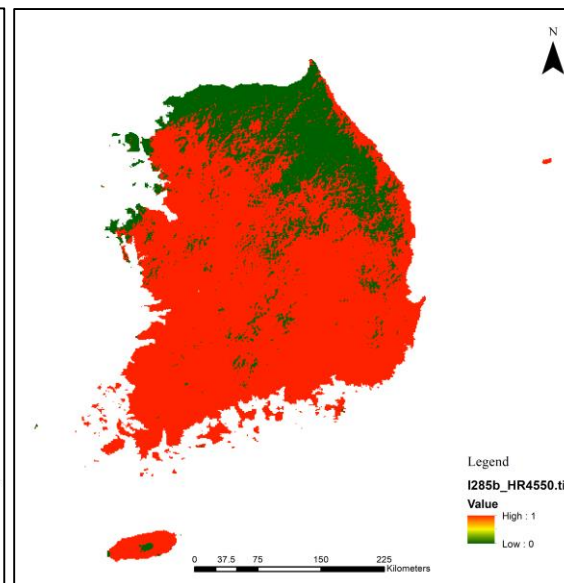 N
Legend
I285b_HR4550.ti
Value
High : 1
Low : 0
0 37.5 75 150 225
Kilometers